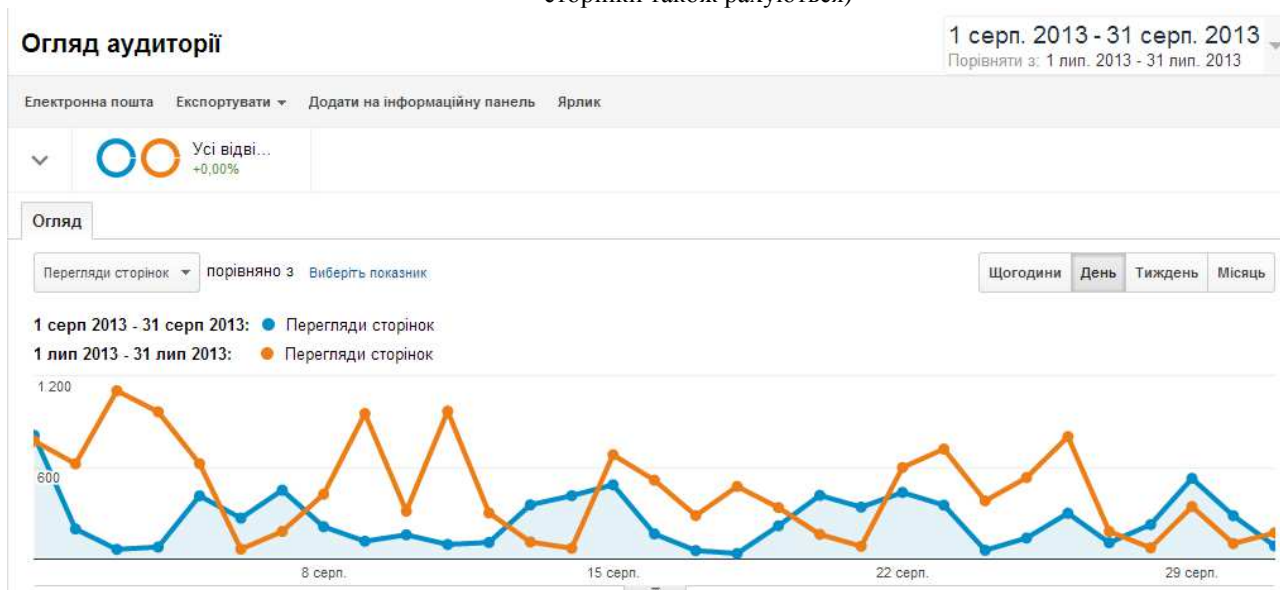 сторінки також рахуються)
Огляд аудиторії
1 серп. 2013 - 31 серп. 2013
Порівняти з: 1 лип. 2013 - 31 лип. 2013
Електронна пошта Експортувати Додати на інформаційну панель Ярлик
Усі відві...
+0,00%
Огляд
Перегляди сторінок порівняно з Виберіть показник
Щогодини День Тиждень Місяць
1 серп 2013 - 31 серп 2013: Перегляди сторінок
1 лип 2013 - 31 лип 2013: Перегляди сторінок
1 200
600
8 серп. 15 серп. 22 серп. 29 серп.